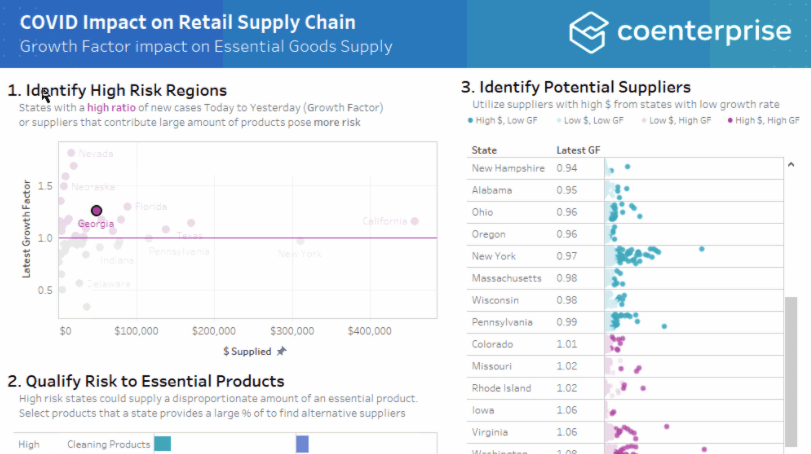 COVID Impact on Retail Supply Chain
Growth Factor impact on Essential Goods Supply
coenterprise
1. Identify High Risk Regions
States with a high ratio of new cases Today to Yesterday (Growth Factor)
or suppliers that contribute large amount of products pose more risk
Latest Growth Factor
1.5
1.0
0.5
Nevada
Nebraska
Florida
Georgia
California
Texas
Pennsylvania
New York
Indiana
Delaware
$0
$100,000
$200,000
$300,000
$400,000
$ Supplied
2. Qualify Risk to Essential Products
High risk states could supply a disproportionate amount of an essential product.
Select products that a state provides a large % of to find alternative suppliers
High Cleaning Products
3. Identify Potential Suppliers
Utilize suppliers with high $ from states with low growth rate
High $, Low GF
Low $, Low GF
Low $, High GF
High $, High GF
State Latest GF
New Hampshire 0.94
Alabama 0.95
Ohio 0.96
Oregon 0.96
New York 0.97
Massachusetts 0.98
Wisconsin 0.98
Pennsylvania 0.99
Colorado 1.01
Missouri 1.02
Rhode Island 1.02
Iowa 1.06
Virginia 1.06
Washington 1.08